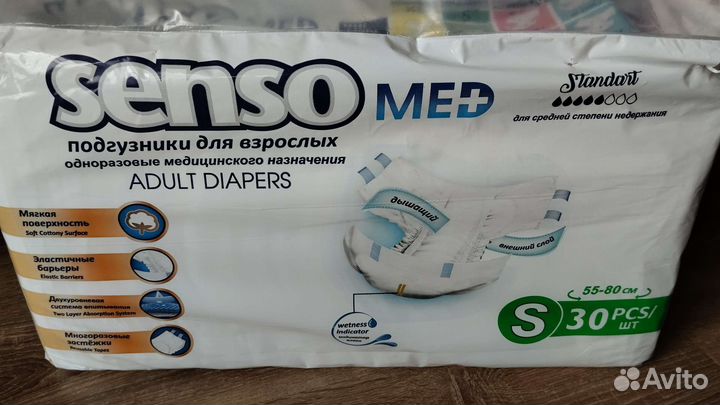 senso MED
подгузники для взрослых
одноразовые медицинского назначения
ADULT DIAPERS
Standart
для средней степени недержания
Мягкая
поверхность
Soft Cottony Surface
Эластичные
барьеры
Elastic Barriers
Двухуровневая
система впитывания
Two Layer Absorption System
Многоразовые
застёжки
Reusable Tapes
дышащий
внешний слой
wetness
indicator
индикатор
55-80 см
S 30 PCS/
ШТ
Avito